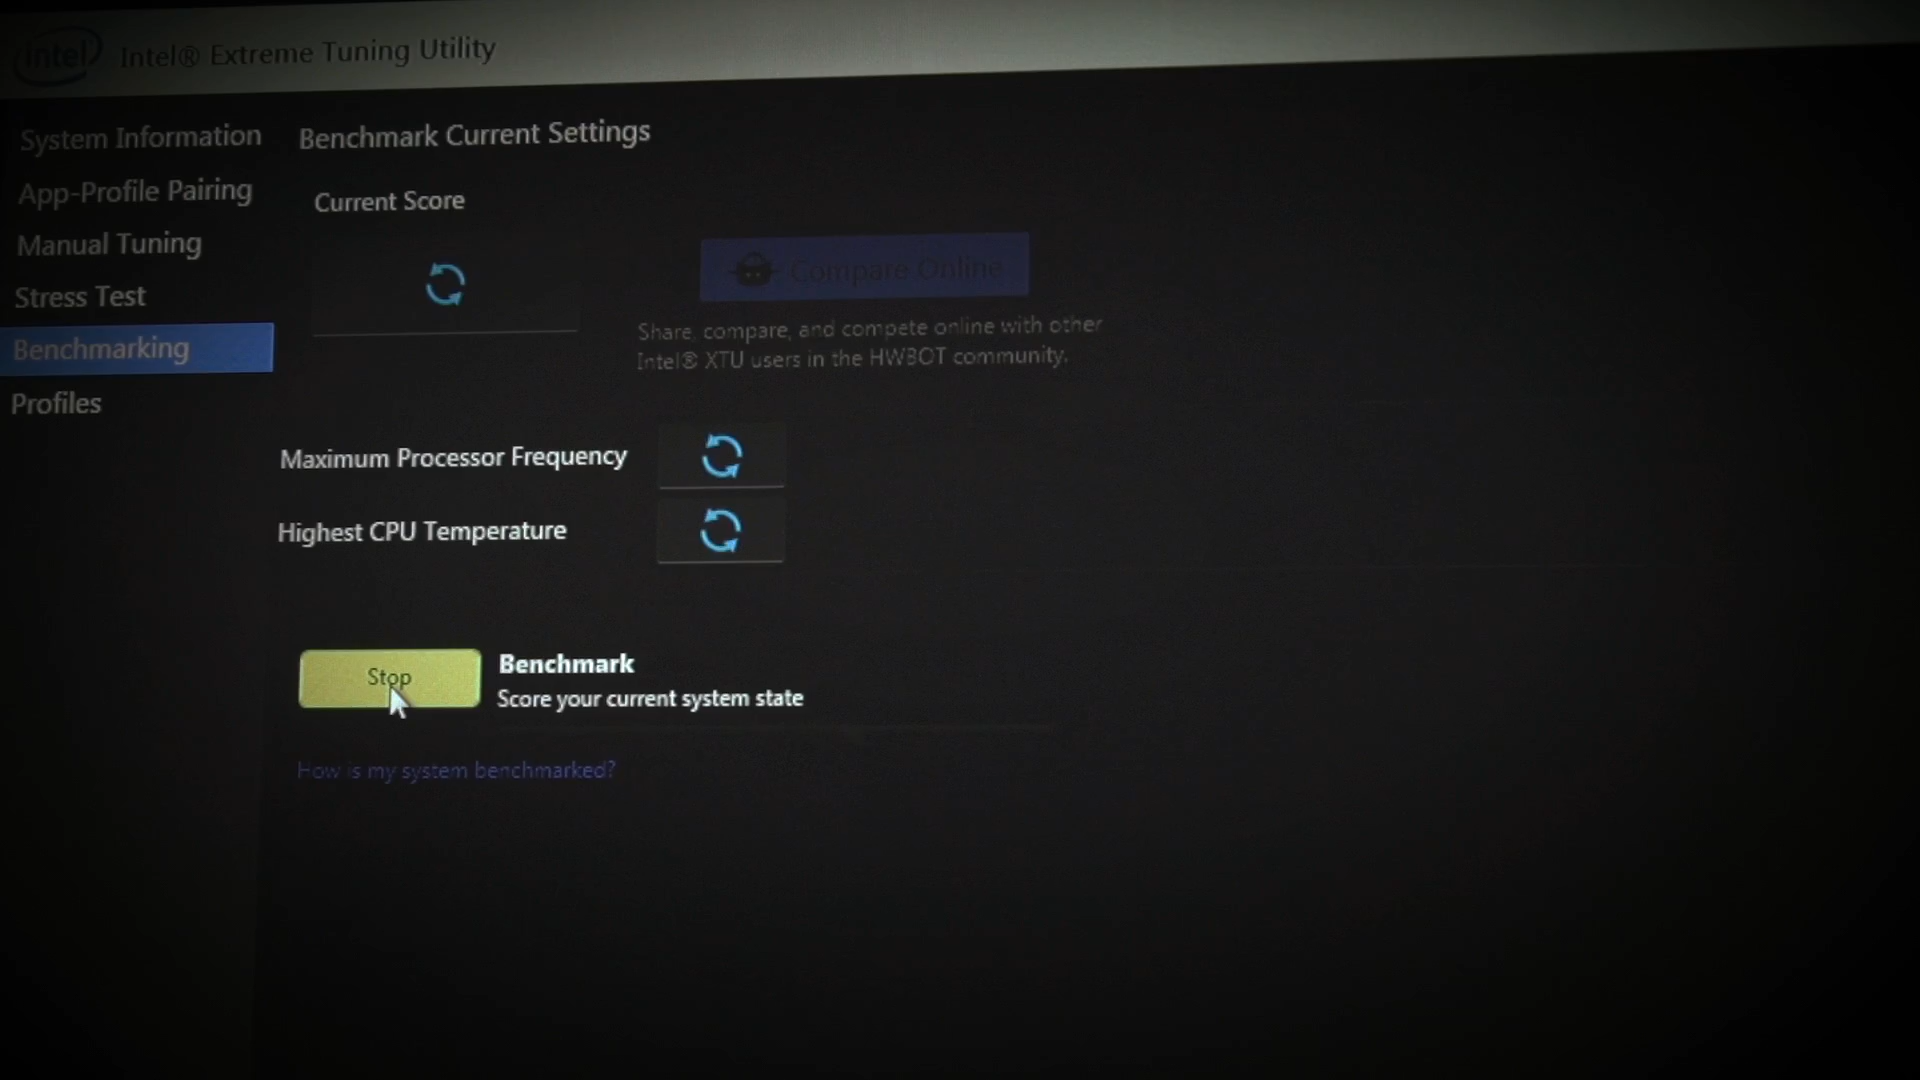 intel Intel® Extreme Tuning Utility
System Information
App-Profile Pairing
Manual Tuning
Stress Test
Benchmarking
Profiles
Benchmark Current Settings
Current Score
Compare Online
Share, compare, and compete online with other
Intel® XTU users in the HWBOT community.
Maximum Processor Frequency
Highest CPU Temperature
Stop
Benchmark
Score your current system state
How is my system benchmarked?